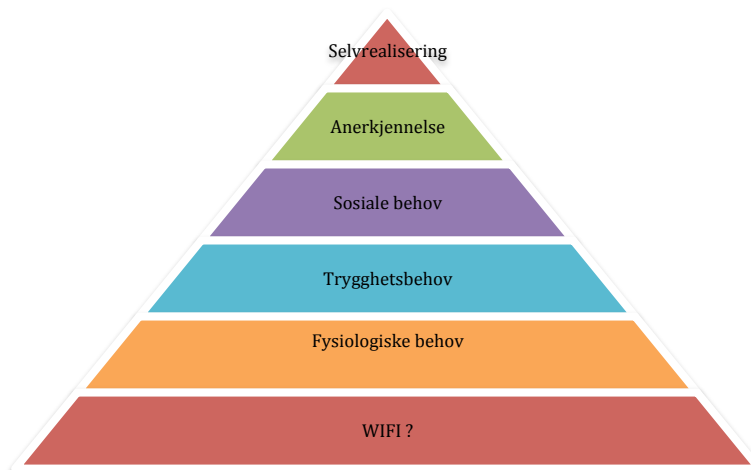 Selvrealisering
Anerkjennelse
Sosiale behov
Trygghetsbehov
Fysiologiske behov
WIFI ?